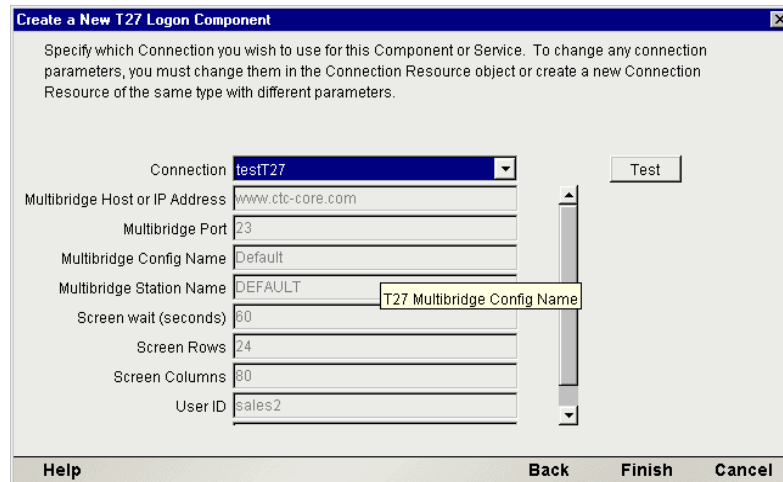 Create a New T27 Logon Component
Specify which Connection you wish to use for this Component or Service. To change any connection
parameters, you must change them in the Connection Resource object or create a new Connection
Resource of the same type with different parameters.
Connection testT27 Test
Multibridge Host or IP Address www.ctc-core.com
Multibridge Port 23
Multibridge Config Name Default
Multibridge Station Name DEFAULT
T27 Multibridge Config Name
Screen wait (seconds) 60
Screen Rows 24
Screen Columns 80
User ID sales2
Help Back Finish Cancel